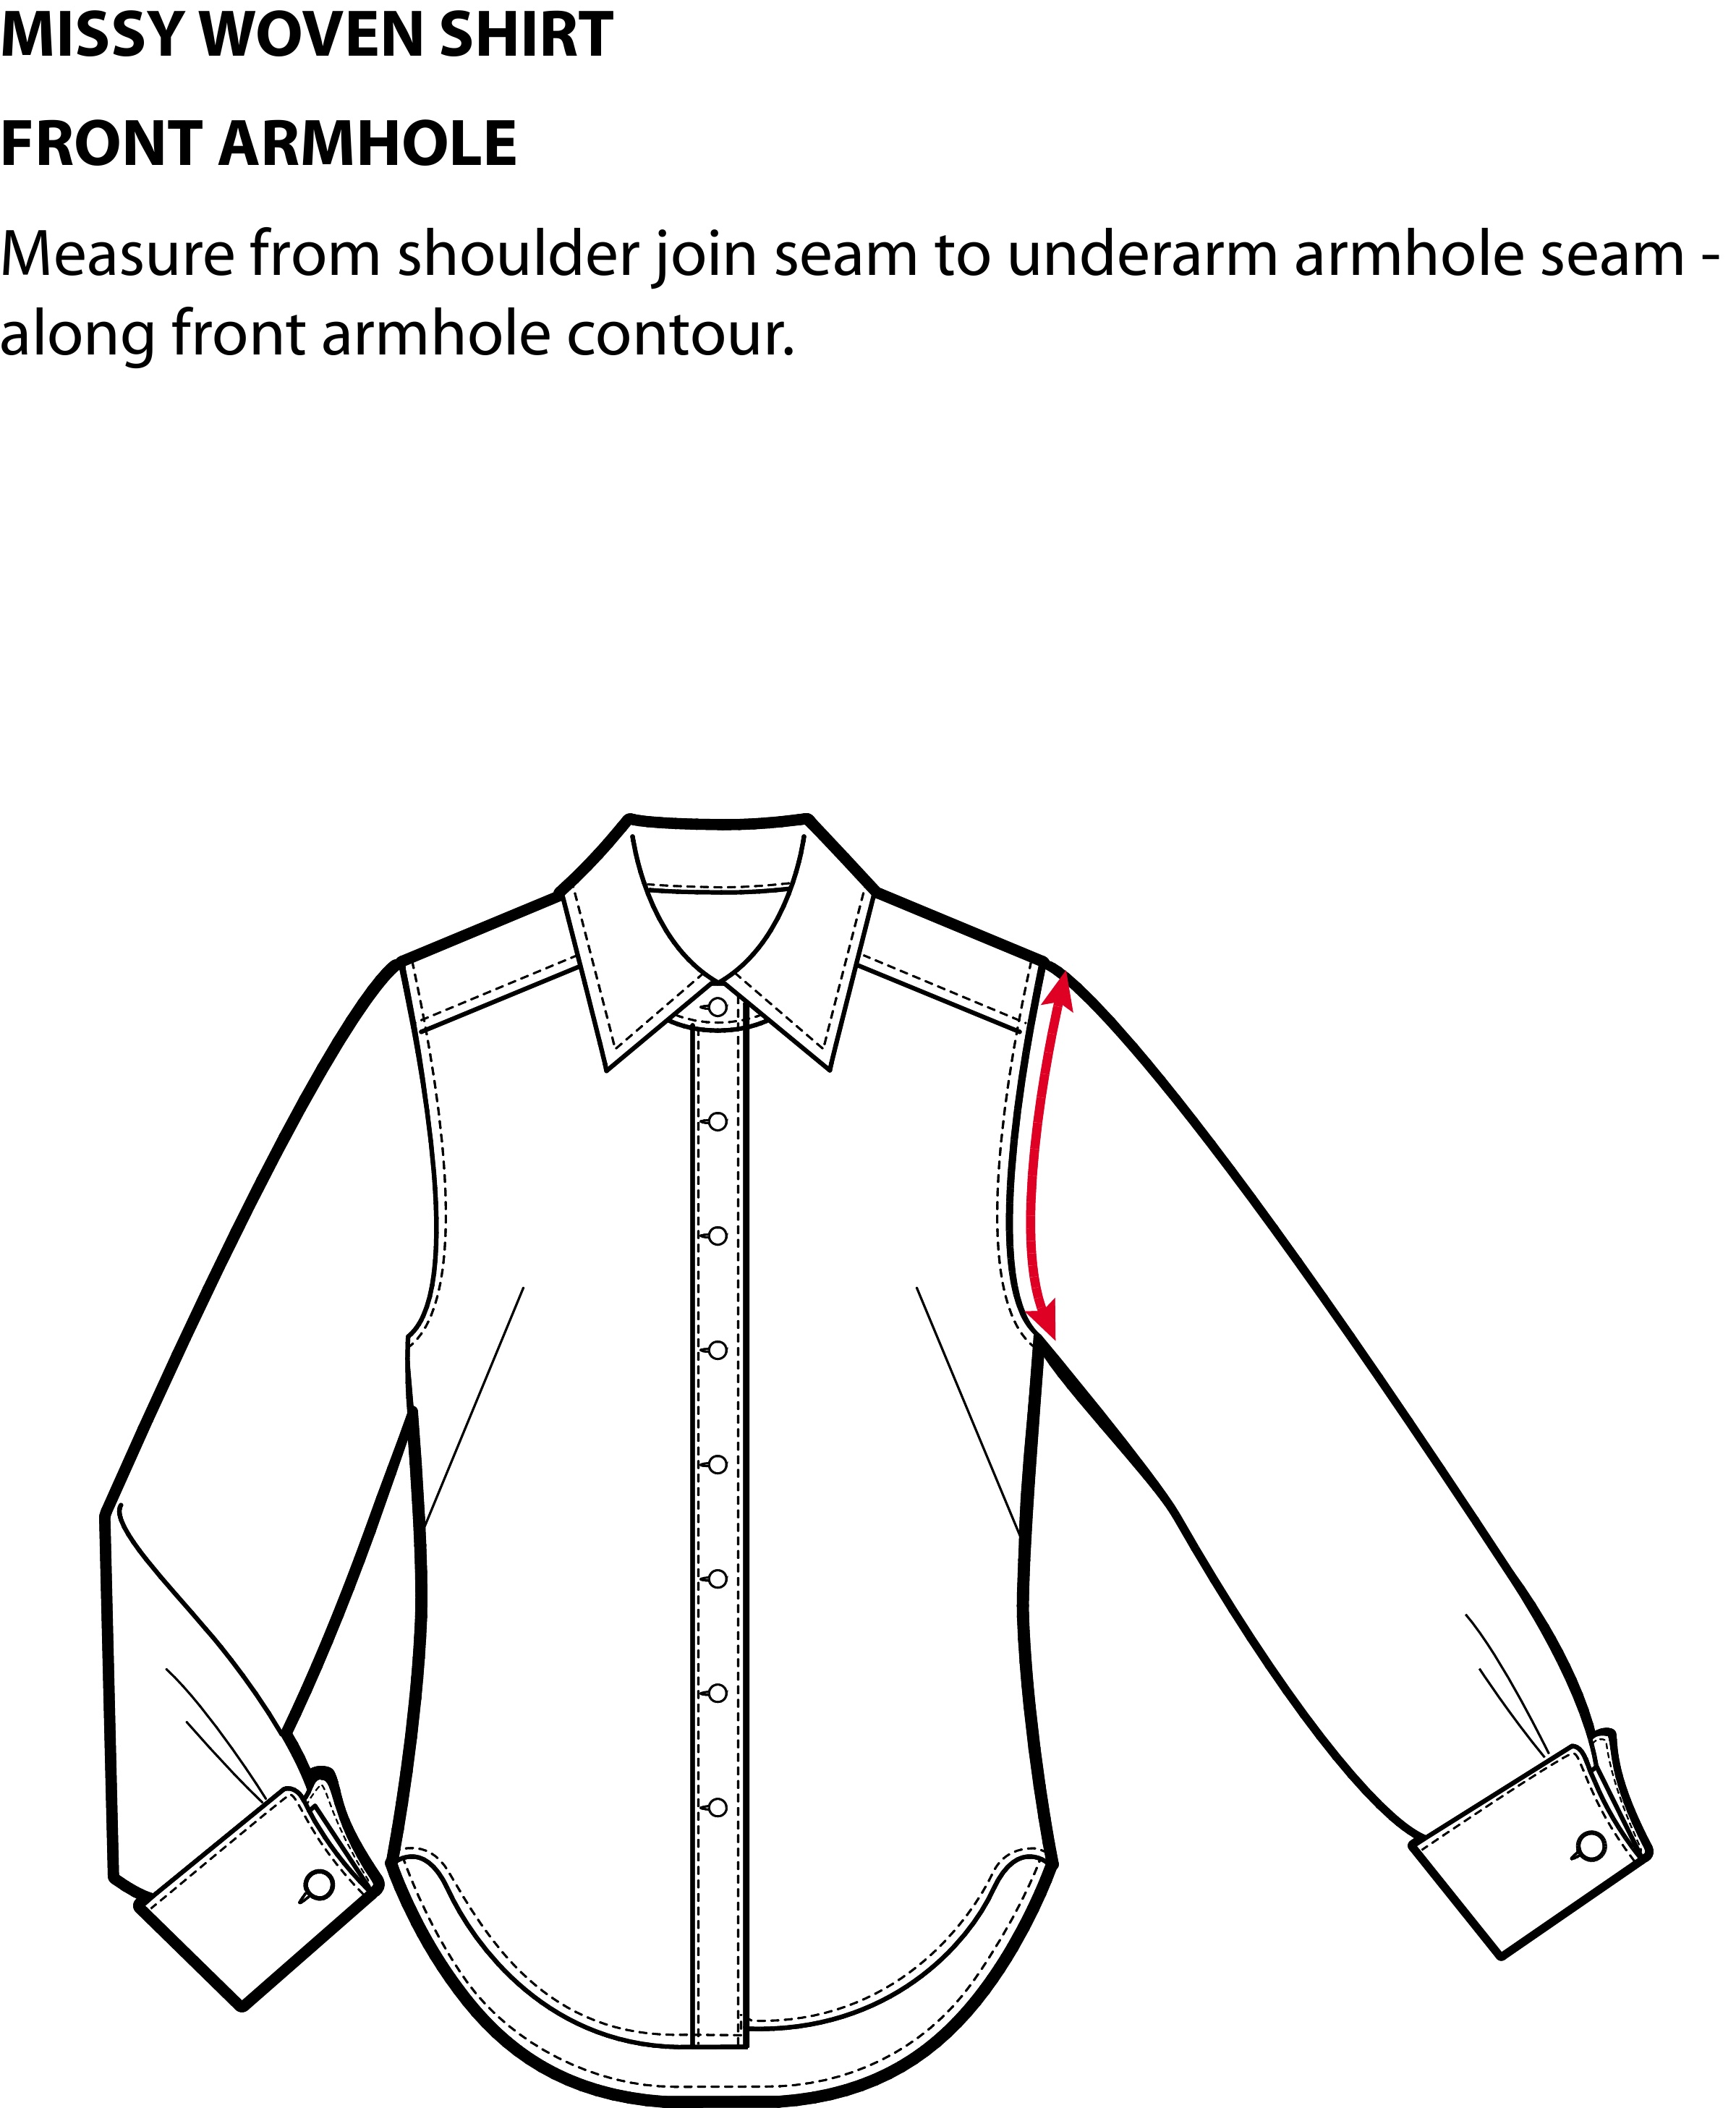 MISSY WOVEN SHIRT
FRONT ARMHOLE
Measure from shoulder join seam to underarm armhole seam -
along front armhole contour.